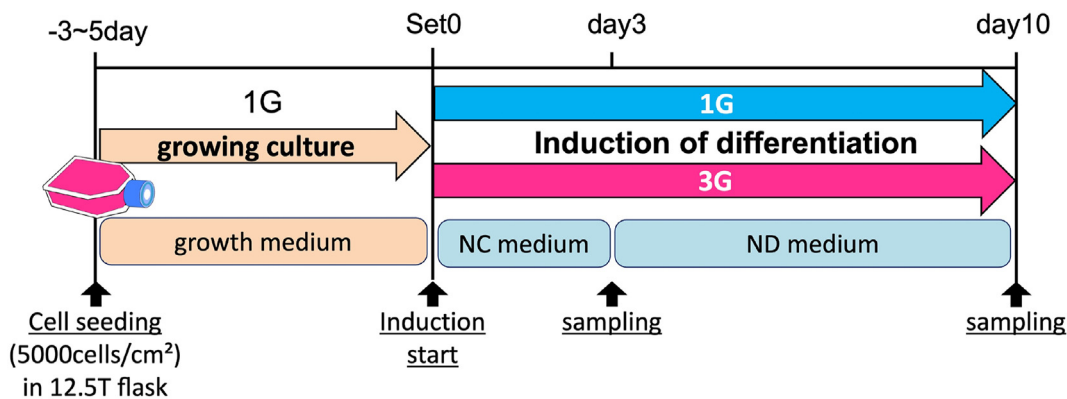 -3~5day
Set0
day3
day10
1G
1G
growing culture
Induction of differentiation
3G
growth medium
NC medium
ND medium
Cell seeding
(5000cells/cm²)
in 12.5T flask
Induction
start
sampling
sampling